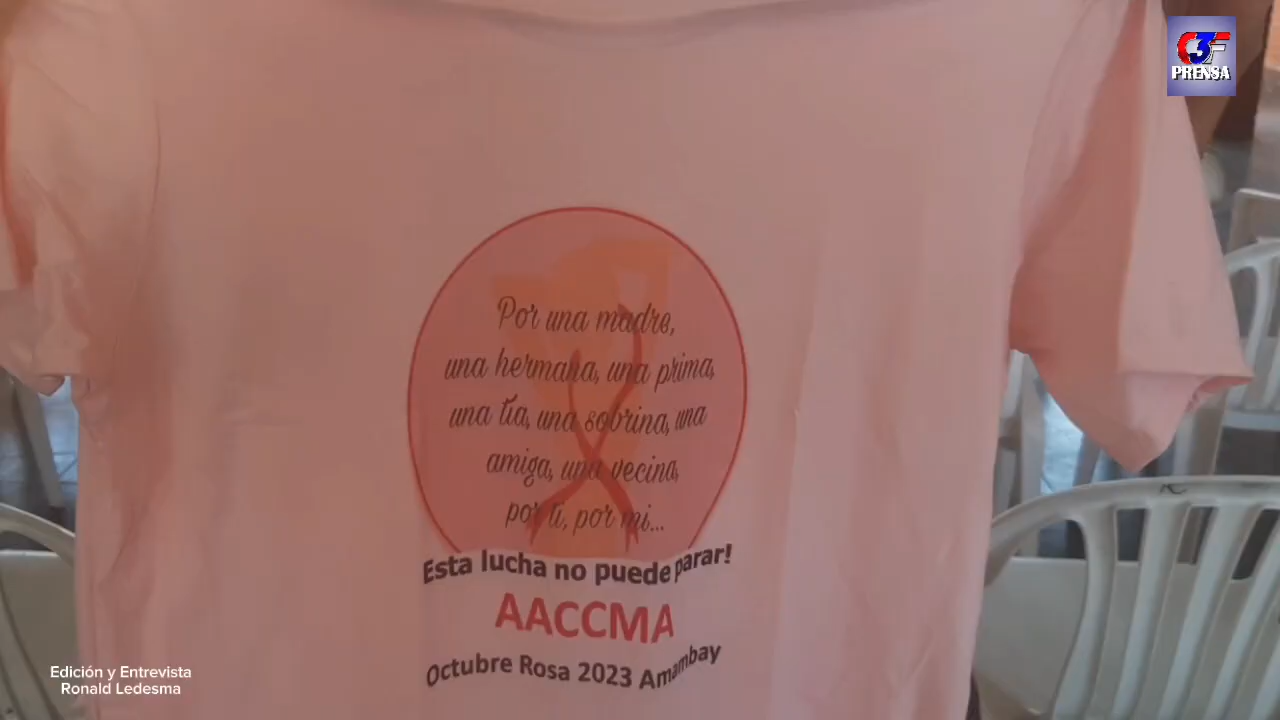 C3F
PRENSA
Por una madre,
una hermana, una prima,
una tía, una sobrina, una
amiga, una vecina,
por ti, por mi...
Esta lucha no puede parar!
AACCMA
Octubre Rosa 2023 Amambay
Edición y Entrevista
Ronald Ledesma